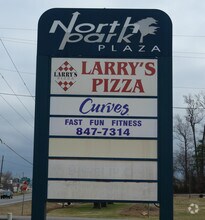 North
Park
PLAZA
LARRY'S
LARRY'S
PIZZA
Curves
FAST FUN FITNESS
847-7314